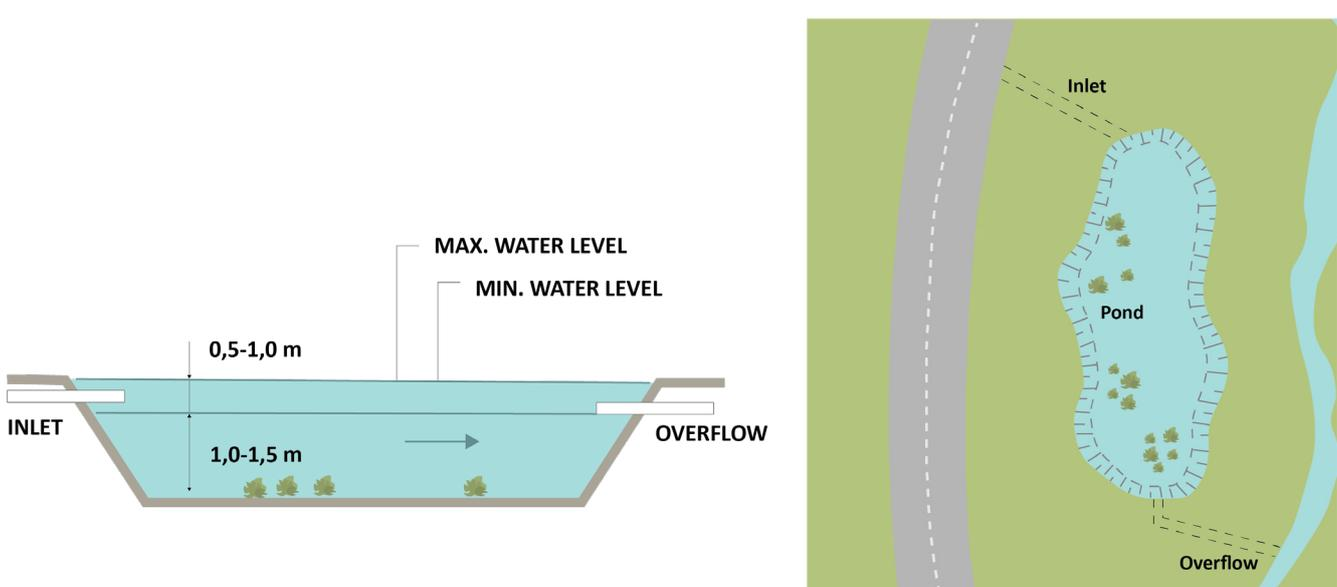 MAX. WATER LEVEL
MIN. WATER LEVEL
0,5-1,0 m
INLET
OVERFLOW
1,0-1,5 m
Inlet
Pond
Overflow